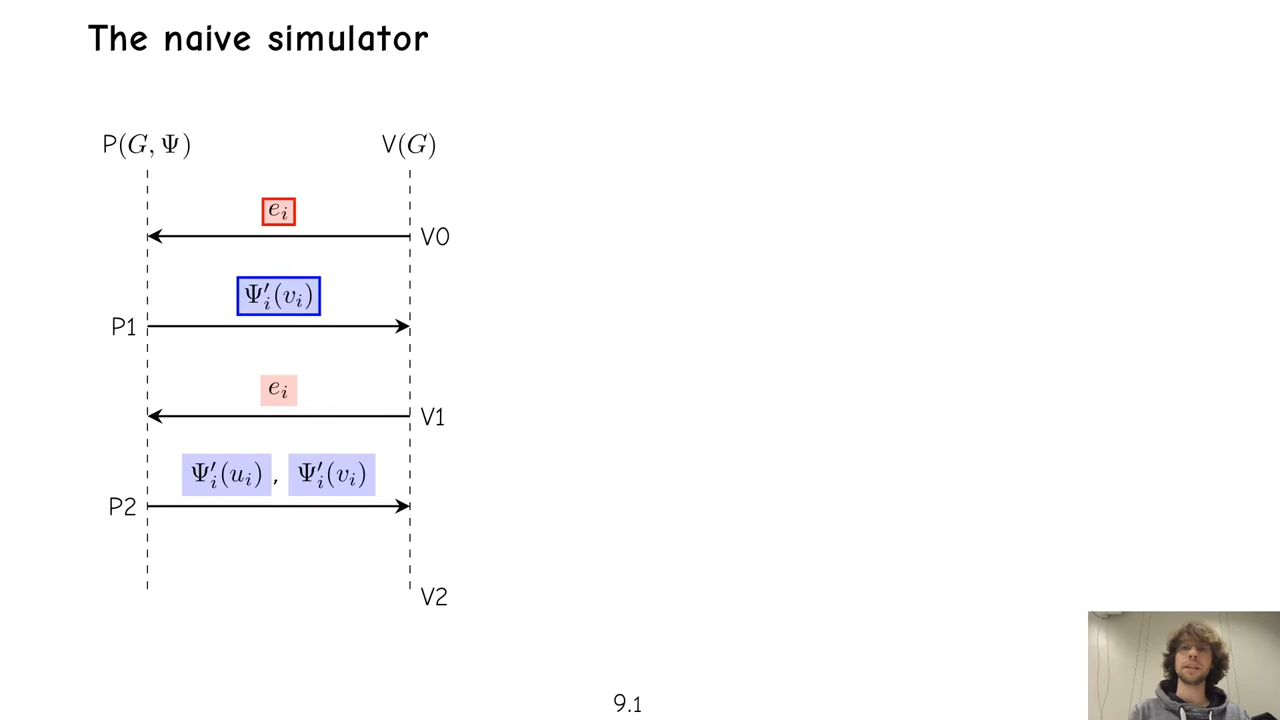 The naive simulator
P(G, Ψ) V(G)
e_i
V0
Ψ′_i(v_i)
P1
e_i
V1
Ψ′_i(u_i), Ψ′_i(v_i)
P2
V2
9.1